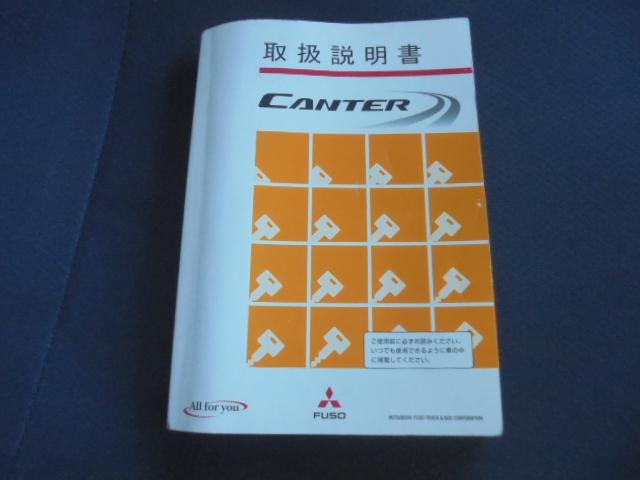 取扱説明書
CANTER
ご使用前に必ずお読みください。
いつでも使用できるように車の中
に保管してください。
All for you
FUSO
MITSUBISHI FUSO TRUCK & BUS CORPORATION